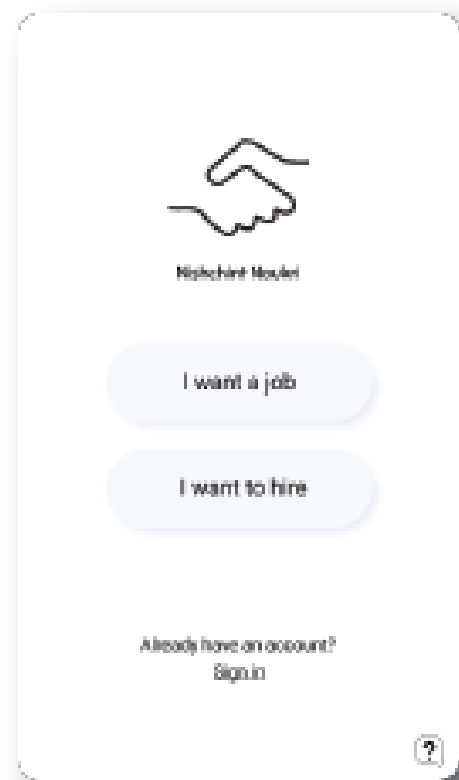 Nishchint Naukri
I want a job
I want to hire
Already have an account?
Sign in
?